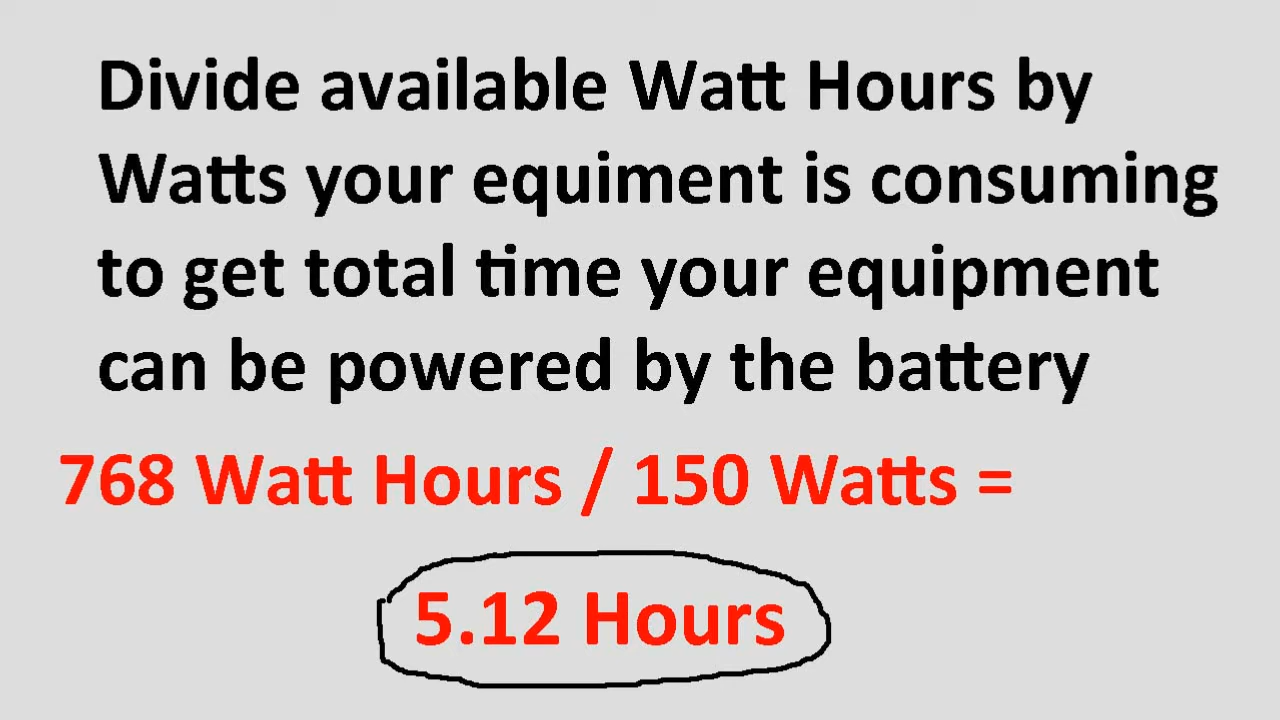 Divide available Watt Hours by
Watts your equiment is consuming
to get total time your equipment
can be powered by the battery
768 Watt Hours / 150 Watts =
5.12 Hours